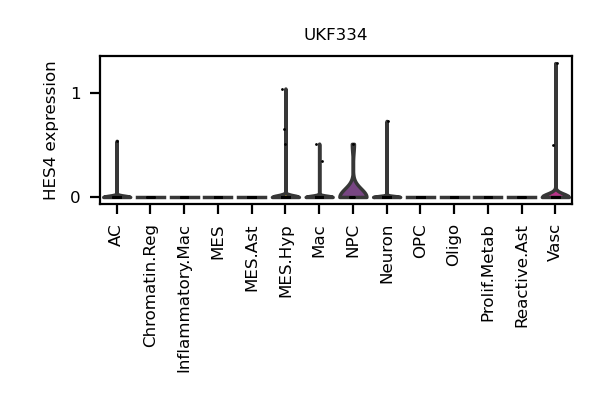 UKF334
HES4 expression
1
0
AC
Chromatin.Reg
Inflammatory.Mac
MES
MES.Ast
MES.Hyp
Mac
NPC
Neuron
OPC
Oligo
Prolif.Metab
Reactive.Ast
Vasc